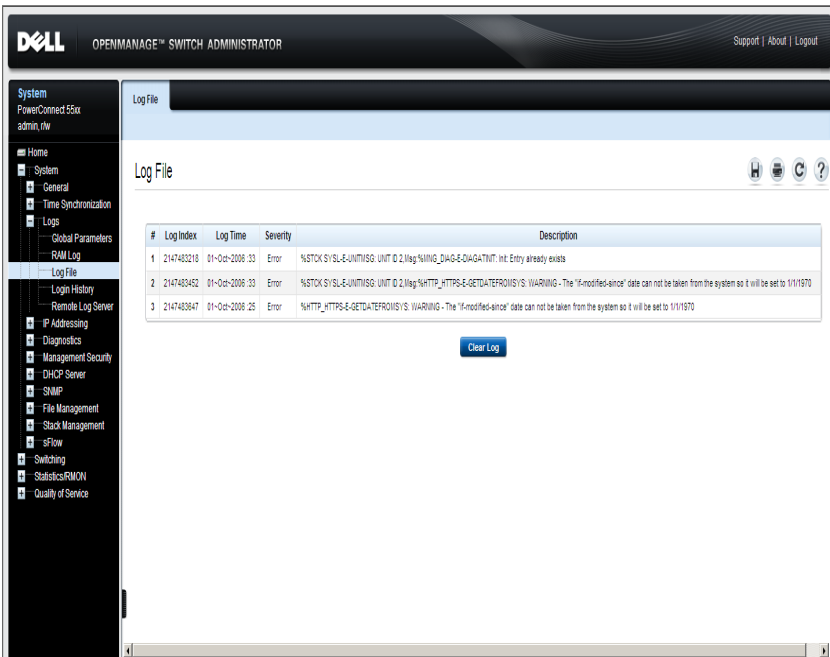 DELL OPENMANAGE™ SWITCH ADMINISTRATOR Support | About | Logout
System
PowerConnect 55xx
admin, r/w
Home
System
General
Time Synchronization
Logs
Global Parameters
RAM Log
Log File
Login History
Remote Log Server
IP Addressing
Diagnostics
Management Security
DHCP Server
SNMP
File Management
Stack Management
sFlow
Switching
Statistics/RMON
Quality of Service
Log File
Log File
# Log Index Log Time Severity Description
1 2147483218 01~Oct~2006 :33 Error %STCK SYSL-E-UNITMSG: UNIT ID 2,Msg:%MNG_DIAG-E-DIAGATINT: Init: Entry already exists
2 2147483452 01~Oct~2006 :33 Error %STCK SYSL-E-UNITMSG: UNIT ID 2,Msg:%HTTP_HTTPS-E-GETDATEFROMSYS: WARNING - The "if-modified-since" date can not be taken from the system so it will be set to 1/1/1970
3 2147483647 01~Oct~2006 :25 Error %HTTP_HTTPS-E-GETDATEFROMSYS: WARNING - The "if-modified-since" date can not be taken from the system so it will be set to 1/1/1970
Clear Log